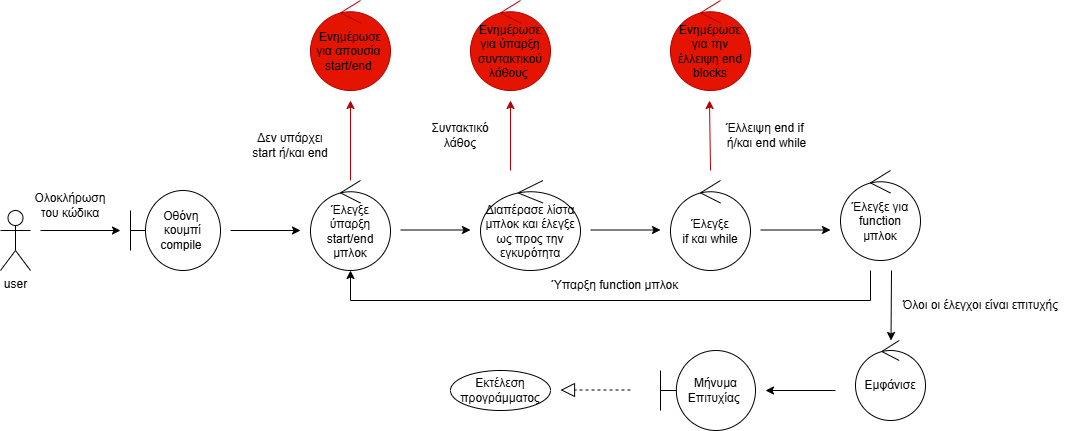 Ενημέρωσε
για απουσία
start/end
Ενημέρωσε
για ύπαρξη
συντακτικού
λάθους
Ενημέρωσε
για την
έλλειψη end
blocks
Δεν υπάρχει
start ή/και end
Συντακτικό
λάθος
Έλλειψη end if
ή/και end while
Ολοκλήρωση
του κώδικα
user
Οθόνη
κουμπί
compile
Έλεγξε
ύπαρξη
start/end
μπλοκ
Διαπέρασε λίστα
μπλοκ και έλεγξε
ως προς την
εγκυρότητα
Έλεγξε
if και while
Έλεγξε για
function
μπλοκ
Ύπαρξη function μπλοκ
Όλοι οι έλεγχοι είναι επιτυχής
Εκτέλεση
προγράμματος
Μήνυμα
Επιτυχίας
Εμφάνισε